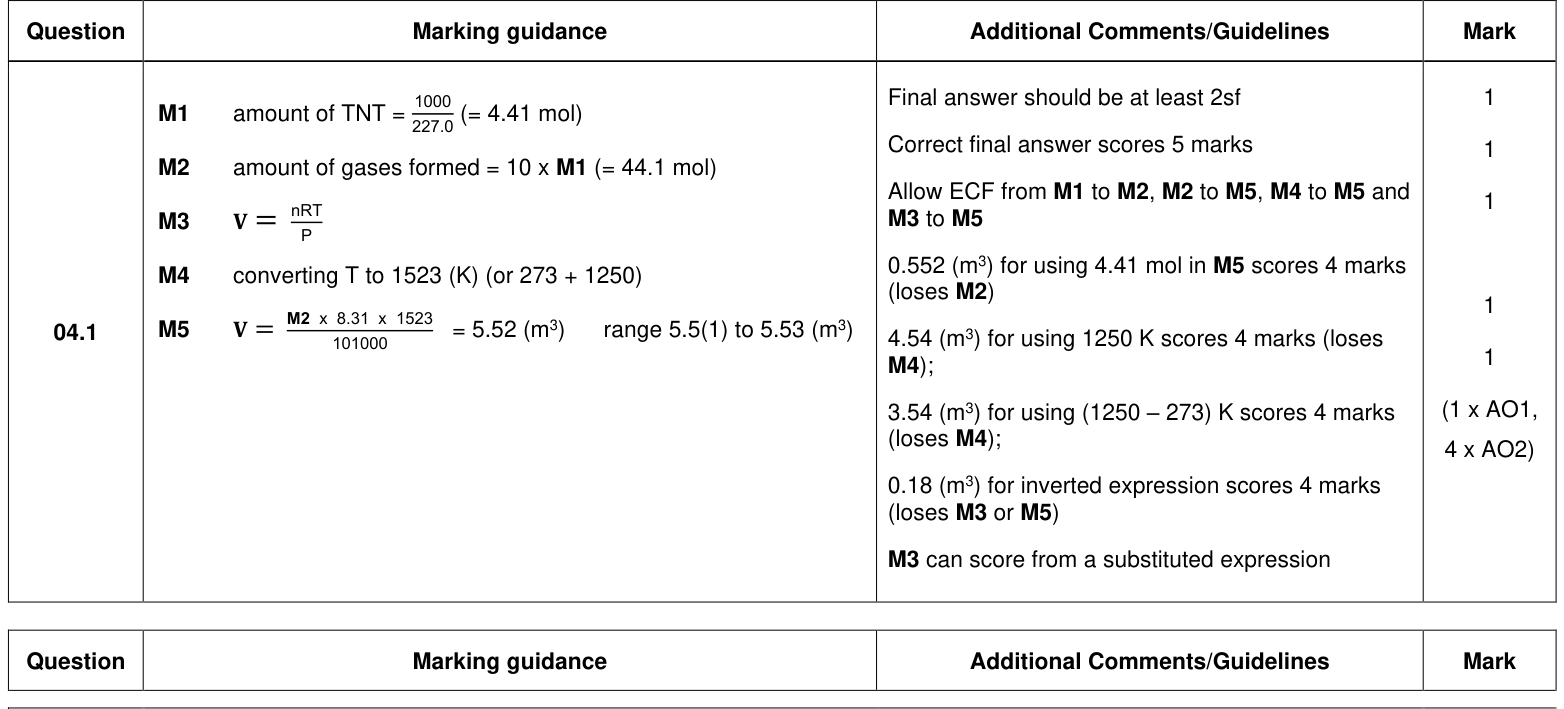 Question Marking guidance Additional Comments/Guidelines Mark
04.1
M1 amount of TNT = 1000/227.0 (= 4.41 mol)
M2 amount of gases formed = 10 x M1 (= 44.1 mol)
M3 V = nRT/P
M4 converting T to 1523 (K) (or 273 + 1250)
M5 V = M2 x 8.31 x 1523/101000 = 5.52 (m³) range 5.5(1) to 5.53 (m³)
Final answer should be at least 2sf
Correct final answer scores 5 marks
Allow ECF from M1 to M2, M2 to M5, M4 to M5 and
M3 to M5
0.552 (m³) for using 4.41 mol in M5 scores 4 marks
(loses M2)
4.54 (m³) for using 1250 K scores 4 marks (loses
M4);
3.54 (m³) for using (1250 – 273) K scores 4 marks
(loses M4);
0.18 (m³) for inverted expression scores 4 marks
(loses M3 or M5)
M3 can score from a substituted expression
1
1
1
1
1
(1 x AO1,
4 x AO2)
Question Marking guidance Additional Comments/Guidelines Mark